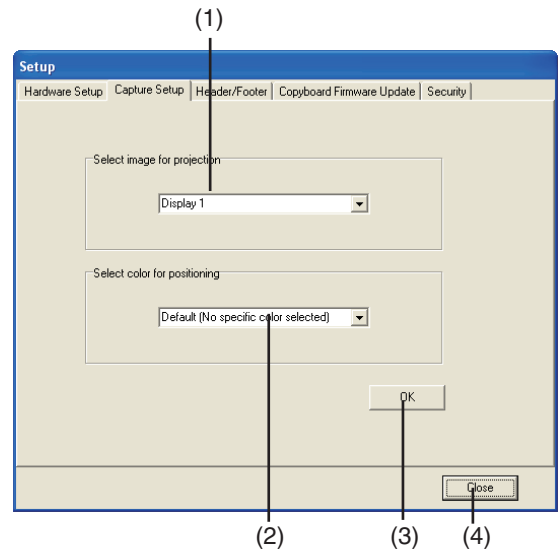 (1)
Setup
Hardware Setup Capture Setup Header/Footer Copyboard Firmware Update Security
Select image for projection
Display 1
Select color for positioning
Default (No specific color selected)
OK
Close
(2) (3) (4)